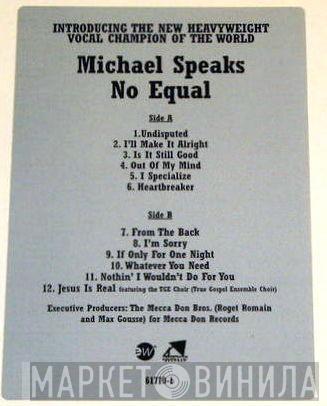 INTRODUCING THE NEW HEAVYWEIGHT
VOCAL CHAMPION OF THE WORLD
Michael Speaks
No Equal
Side A
1.Undisputed
2. I'll Make It Alright
3. Is It Still Good
4. Out Of My Mind
5. I Specialize
6. Heartbreaker
Side B
7. From The Back
8. I'm Sorry
9. If Only For One Night
10. Whatever You Need
11. Nothin' I Wouldn't Do For You
12. Jesus Is Real featuring the TGE Choir (True Gospel Ensemble Choir)
Executive Producers: The Mecca Don Bros. (Roget Romain
and Max Gousse) for Mecca Don Records
МАРКЕТ ВИНИЛА